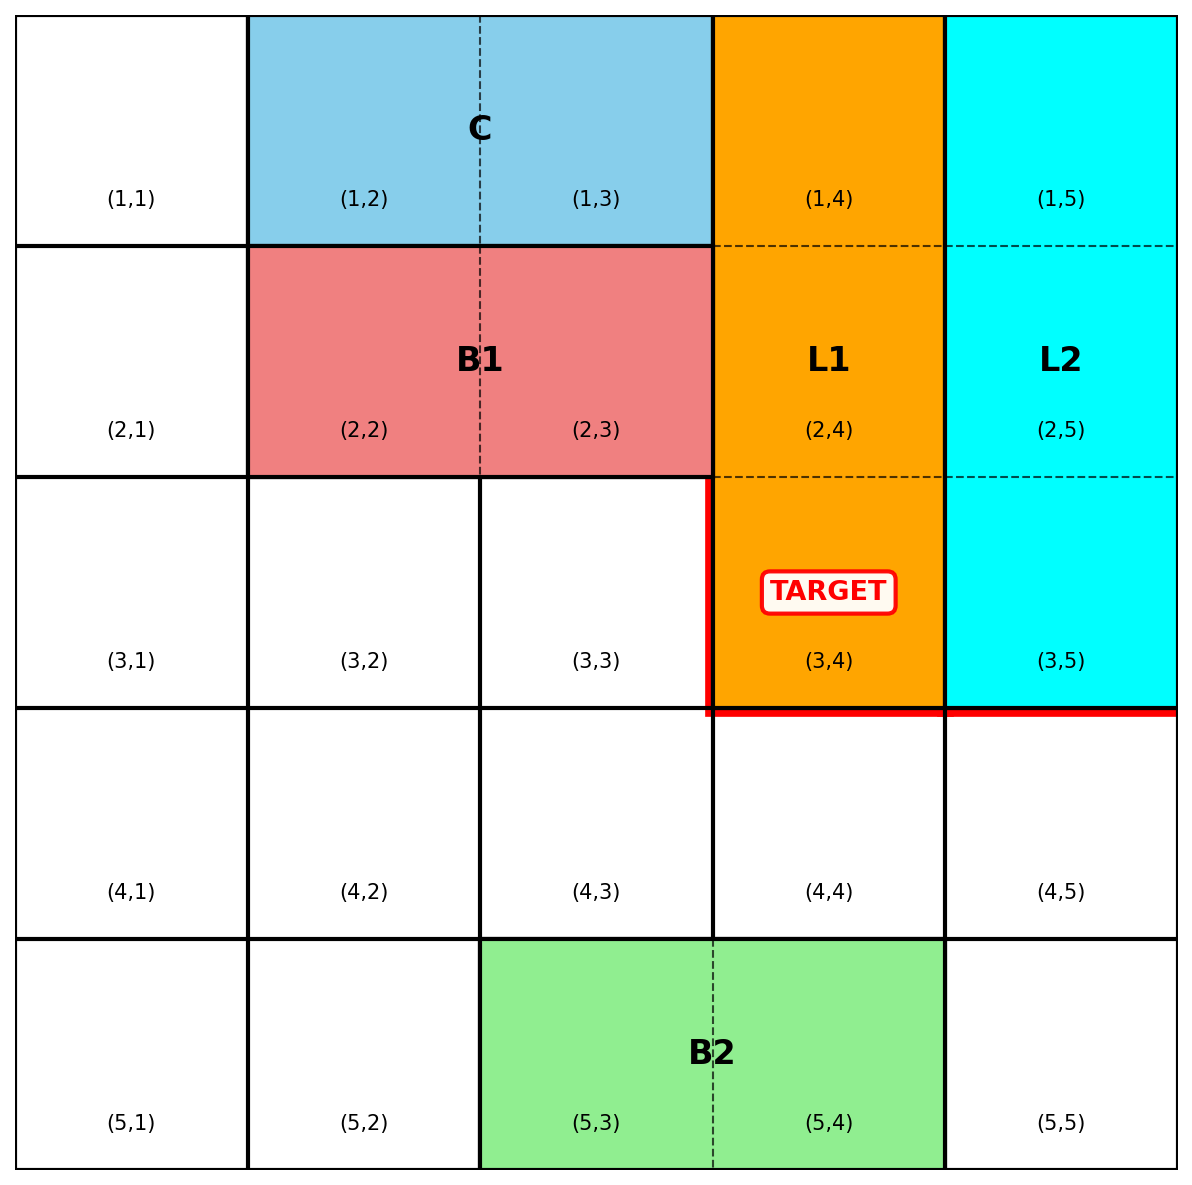 C
(1,1) (1,2) (1,3) (1,4) (1,5)
B1 L1 L2
(2,1) (2,2) (2,3) (2,4) (2,5)
TARGET
(3,1) (3,2) (3,3) (3,4) (3,5)
(4,1) (4,2) (4,3) (4,4) (4,5)
B2
(5,1) (5,2) (5,3) (5,4) (5,5)